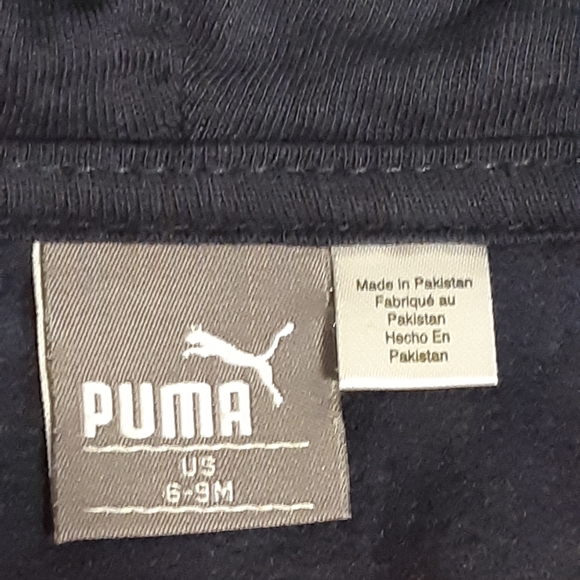 PUMA
US
6-9M
Made in Pakistan
Fabriqué au
Pakistan
Hecho En
Pakistan